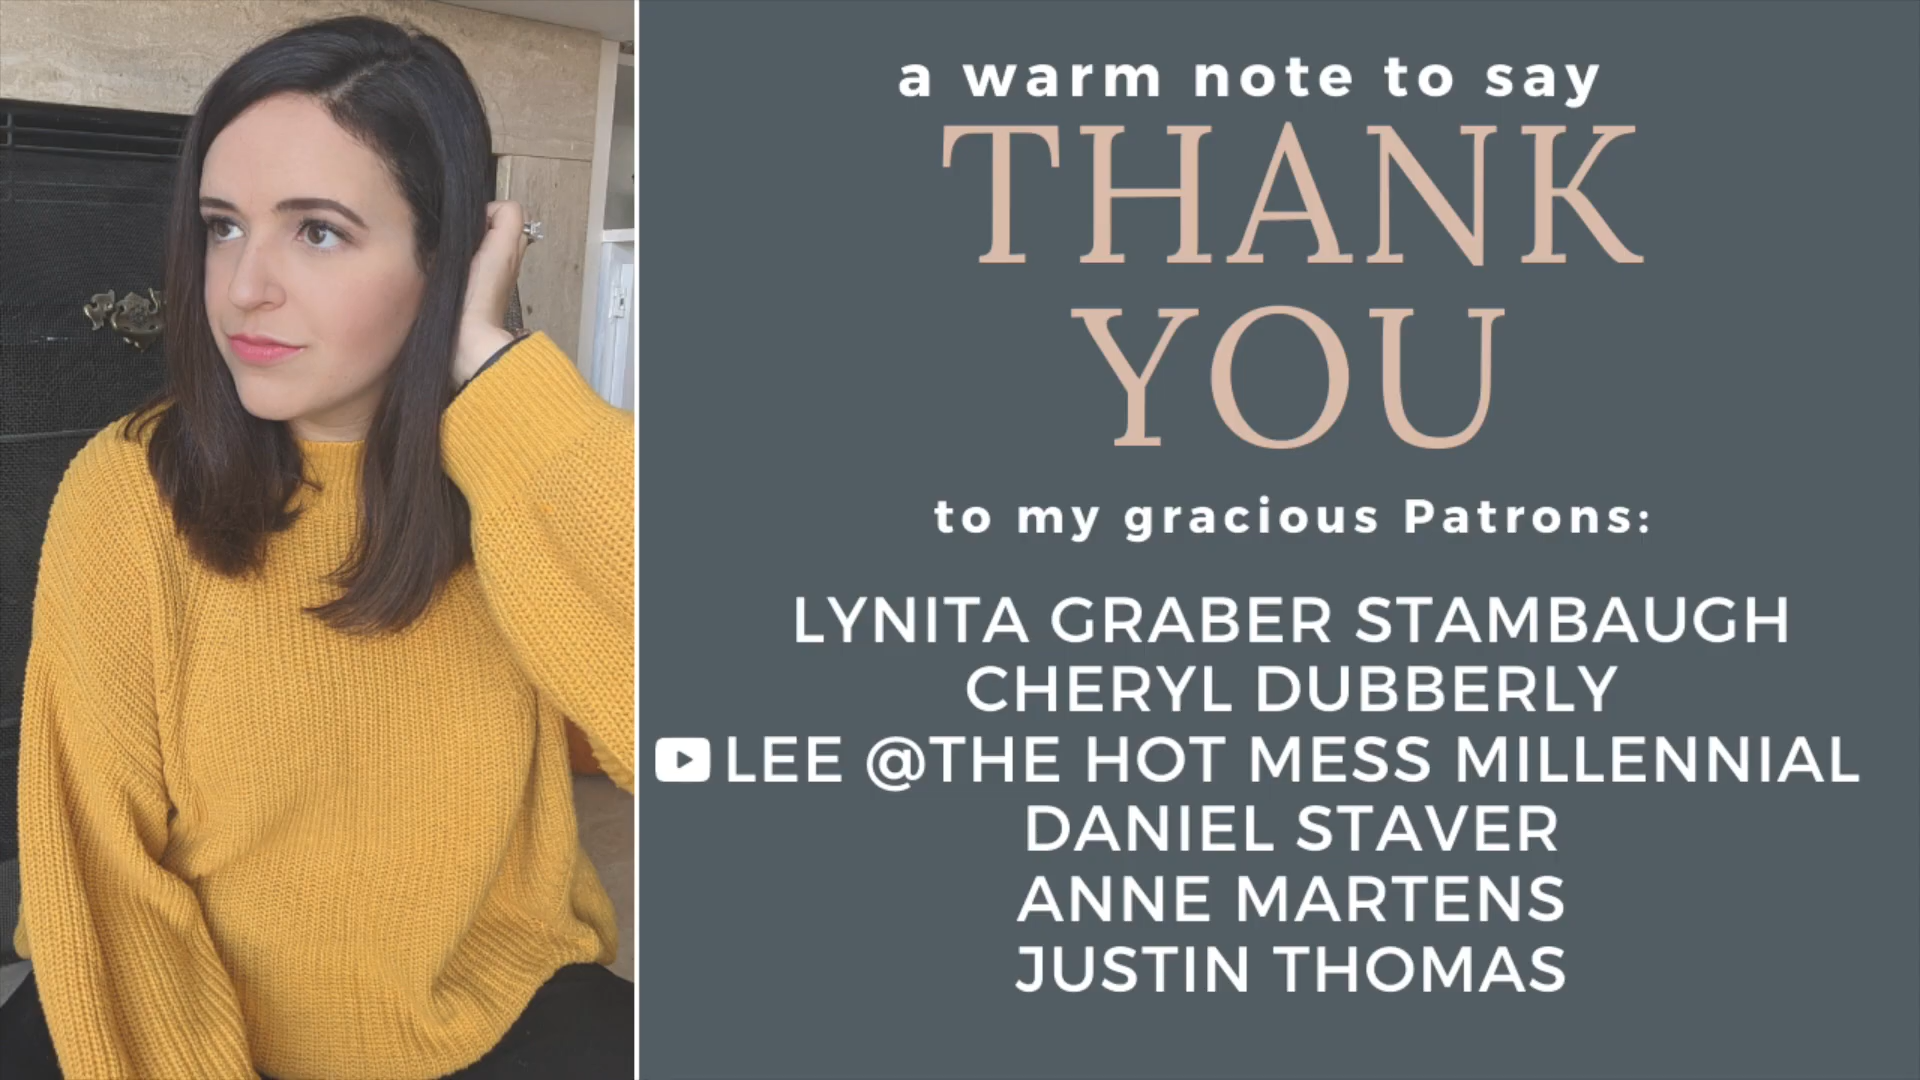 a warm note to say
THANK
YOU
to my gracious Patrons:
LYNITA GRABER STAMBAUGH
CHERYL DUBBERLY
LEE @THE HOT MESS MILLENNIAL
DANIEL STAVER
ANNE MARTENS
JUSTIN THOMAS